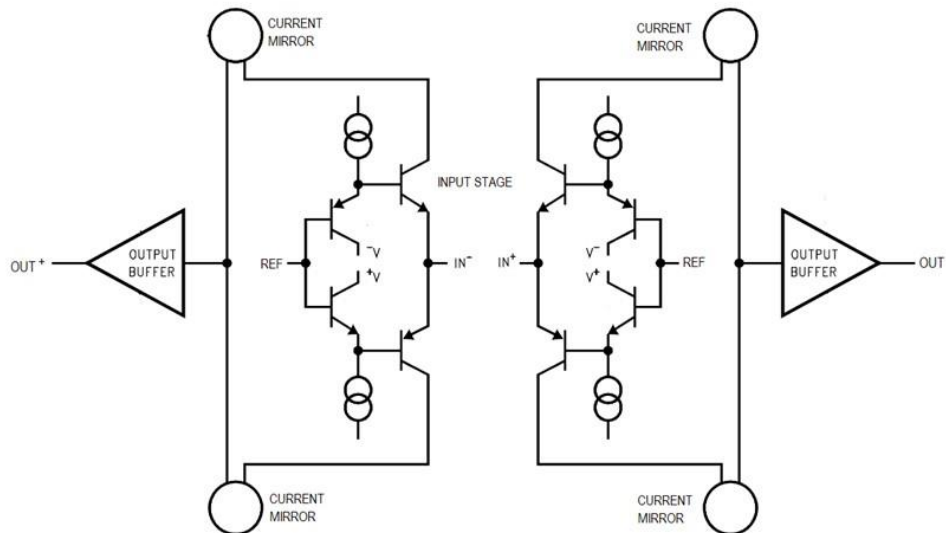 CURRENT
MIRROR
CURRENT
MIRROR
INPUT STAGE
OUT+
OUTPUT
BUFFER
REF
-V
+V
IN-
IN+
V-
V+
REF
OUTPUT
BUFFER
OUT
CURRENT
MIRROR
CURRENT
MIRROR